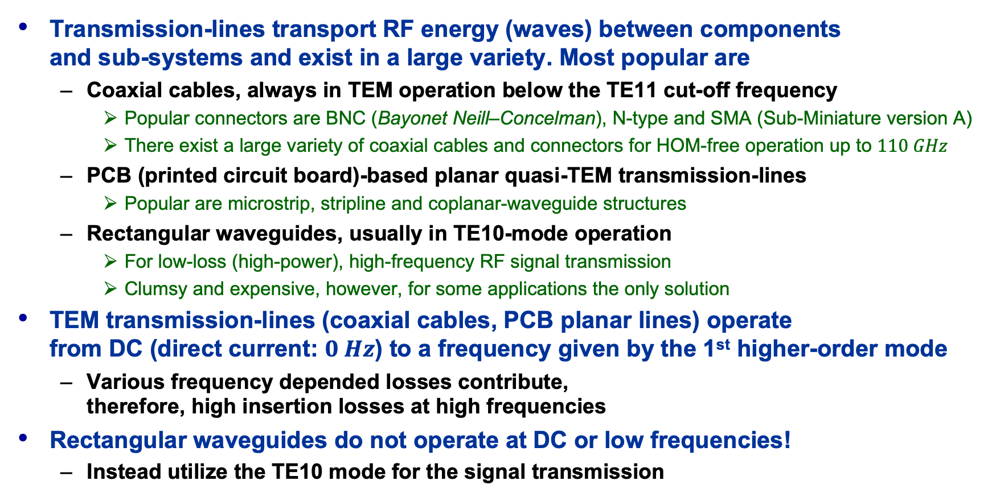 • Transmission-lines transport RF energy (waves) between components
and sub-systems and exist in a large variety. Most popular are
– Coaxial cables, always in TEM operation below the TE11 cut-off frequency
➢ Popular connectors are BNC (Bayonet Neill–Concelman), N-type and SMA (Sub-Miniature version A)
➢ There exist a large variety of coaxial cables and connectors for HOM-free operation up to 110 GHz
– PCB (printed circuit board)-based planar quasi-TEM transmission-lines
➢ Popular are microstrip, stripline and coplanar-waveguide structures
– Rectangular waveguides, usually in TE10-mode operation
➢ For low-loss (high-power), high-frequency RF signal transmission
➢ Clumsy and expensive, however, for some applications the only solution
• TEM transmission-lines (coaxial cables, PCB planar lines) operate
from DC (direct current: 0 Hz) to a frequency given by the 1st higher-order mode
– Various frequency depended losses contribute,
therefore, high insertion losses at high frequencies
• Rectangular waveguides do not operate at DC or low frequencies!
– Instead utilize the TE10 mode for the signal transmission